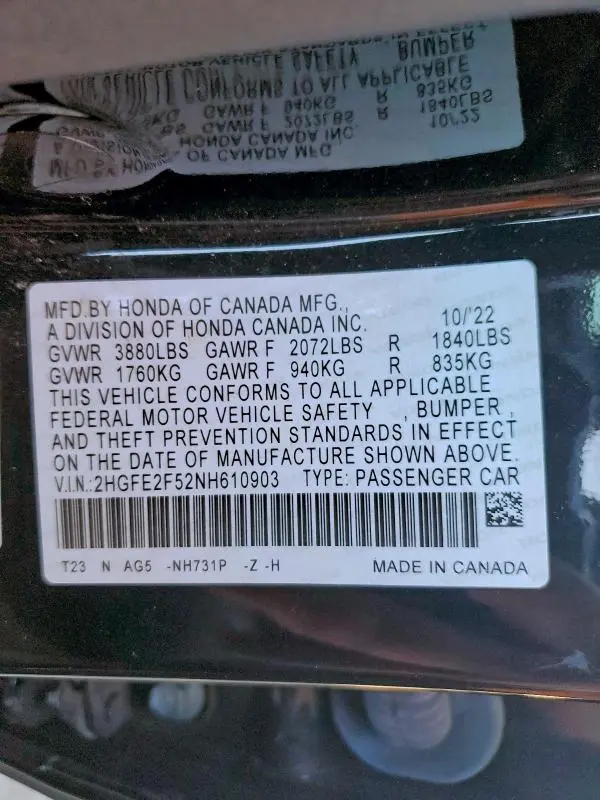 MFD.BY HONDA OF CANADA MFG.,
A DIVISION OF HONDA CANADA INC. 10/'22
GVWR 3880LBS GAWR F 2072LBS R 1840LBS
GVWR 1760KG GAWR F 940KG R 835KG
THIS VEHICLE CONFORMS TO ALL APPLICABLE
FEDERAL MOTOR VEHICLE SAFETY , BUMPER ,
AND THEFT PREVENTION STANDARDS IN EFFECT
ON THE DATE OF MANUFACTURE SHOWN ABOVE.
V.I.N.:2HGFE2F52NH610903 TYPE: PASSENGER CAR
T23 N AG5 -NH731P -Z -H MADE IN CANADA